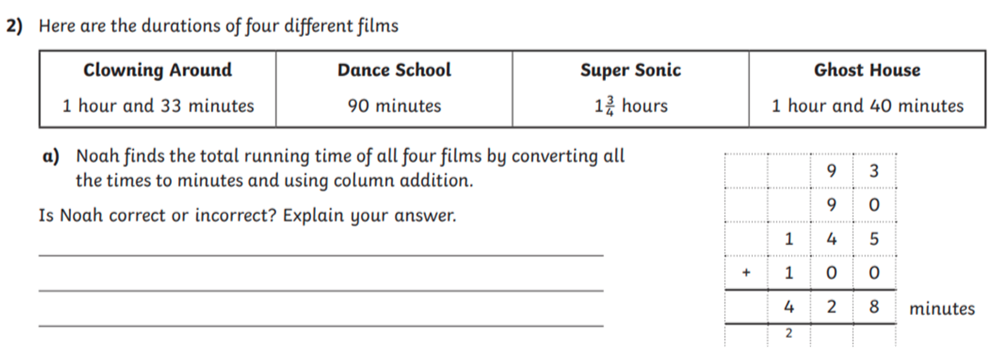 2) Here are the durations of four different films
Clowning Around Dance School Super Sonic Ghost House
1 hour and 33 minutes 90 minutes 1¾ hours 1 hour and 40 minutes
a) Noah finds the total running time of all four films by converting all
the times to minutes and using column addition.
Is Noah correct or incorrect? Explain your answer.
9 3
9 0
1 4 5
+ 1 0 0
4 2 8 minutes
2